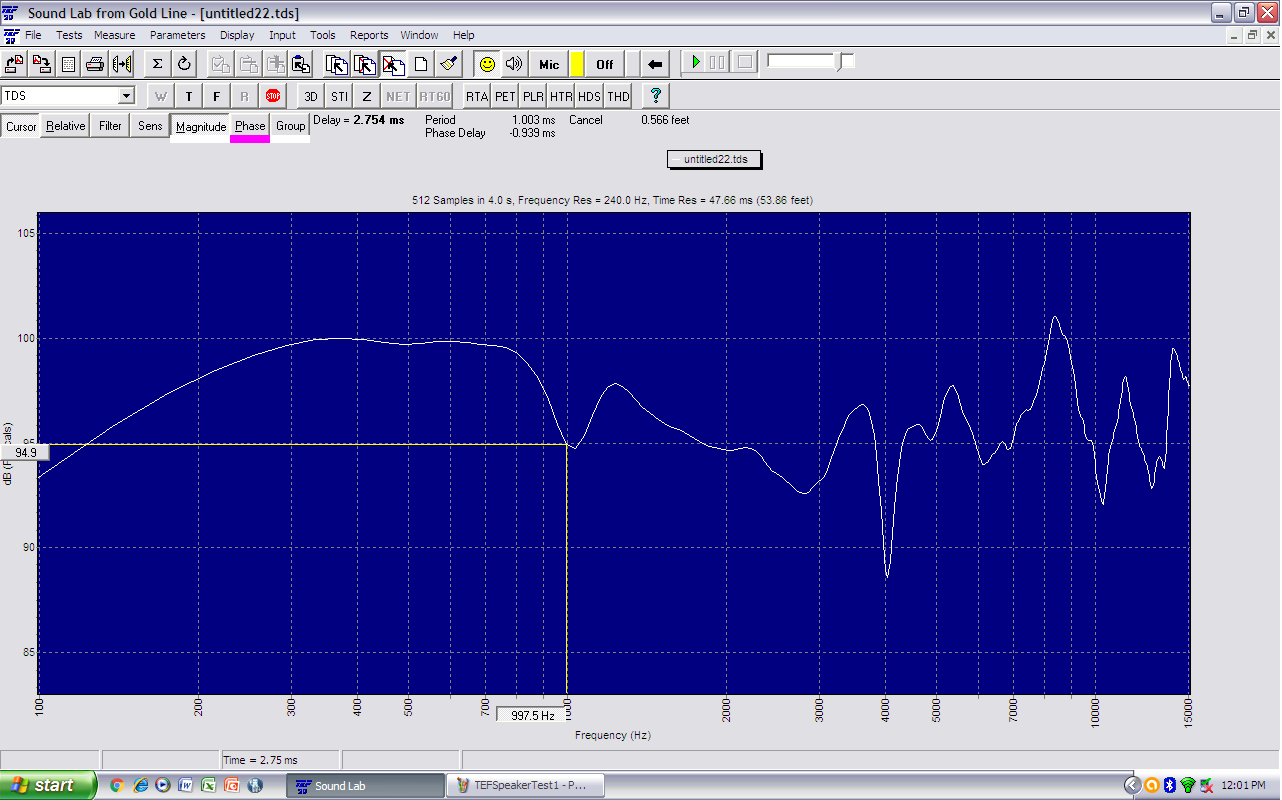 Sound Lab from Gold Line - [untitled22.tds]
File Tests Measure Parameters Display Input Tools Reports Window Help
Σ Mic Off
TDS W T F R STOP 3D STI Z NET RT60 RTA PET PLR HTR HDS THD ?
Cursor Relative Filter Sens Magnitude Phase Group Delay = 2.754 ms Period 1.003 ms Cancel 0.566 feet
Phase Delay -0.939 ms
untitled22.tds
512 Samples in 4.0 s, Frequency Res = 240.0 Hz, Time Res = 47.66 ms (53.86 feet)
105
100
95
94.9
dB
90
85
100 200 300 400 500 700 2000 3000 4000 5000 7000 10000 15000
997.5 Hz
Frequency (Hz)
Time = 2.75 ms
start Sound Lab TEFSpeakerTest1 - P... 12:01 PM